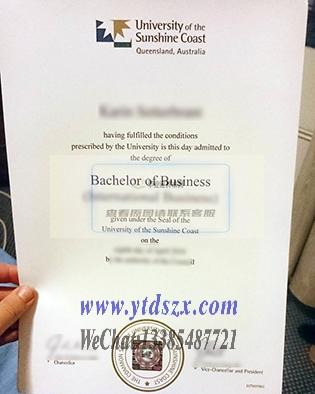 University of the
Sunshine Coast
Queensland, Australia
having fulfilled the conditions
prescribed by the University is this day admitted to
the degree of
Bachelor of Business
查看原图请联系客服
given under the Seal of the
University of the Sunshine Coast
on the
by the authority of the Council
www.ytdszx.com
WeChat:13385487721
Chancellor
Vice-Chancellor and President